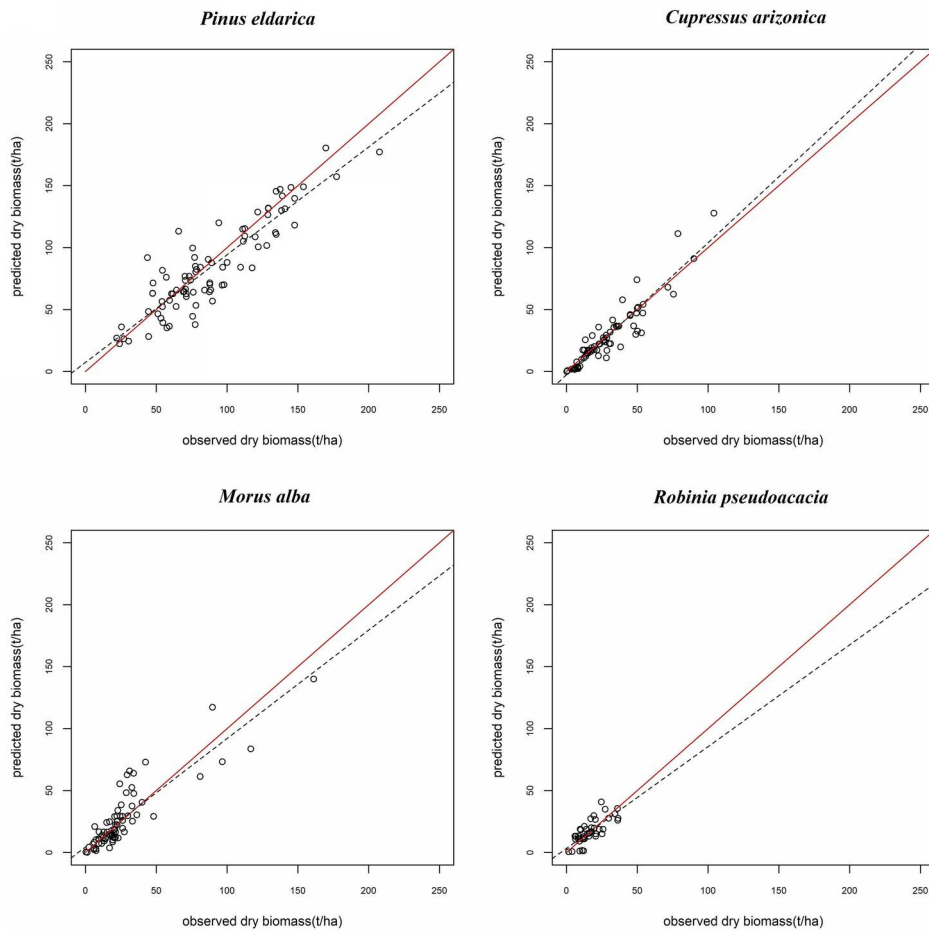 Pinus eldarica
Cupressus arizonica
predicted dry biomass(t/ha)
250
200
150
100
50
0
0 50 100 150 200 250
observed dry biomass(t/ha)
predicted dry biomass(t/ha)
250
200
150
100
50
0
0 50 100 150 200 250
observed dry biomass(t/ha)
Morus alba
Robinia pseudoacacia
predicted dry biomass(t/ha)
250
200
150
100
50
0
0 50 100 150 200 250
observed dry biomass(t/ha)
predicted dry biomass(t/ha)
250
200
150
100
50
0
0 50 100 150 200 250
observed dry biomass(t/ha)